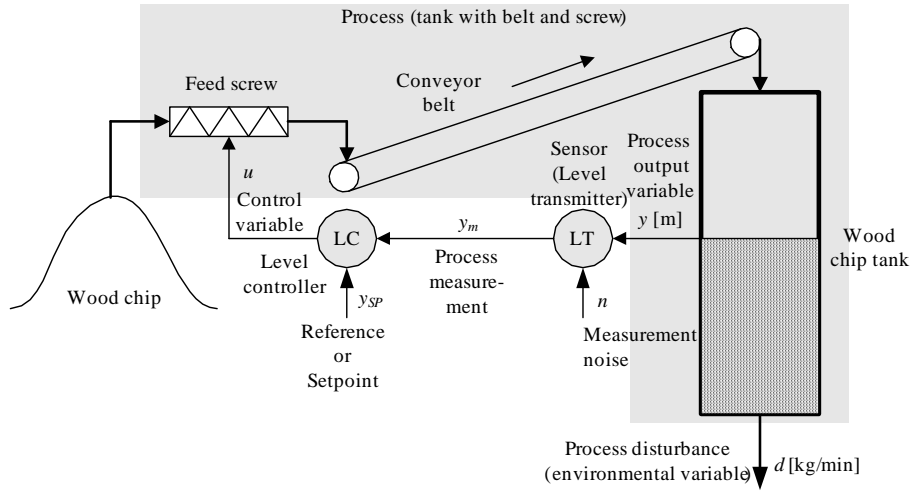 Process (tank with belt and screw)
Feed screw
Conveyor
belt
Sensor
(Level
transmitter)
Process
output
variable
y [m]
u
Control
variable
LC
y_m
LT
Level
controller
Process
measure-
ment
Wood
chip tank
Wood chip
y_SP
n
Reference
or
Setpoint
Measurement
noise
Process disturbance
(environmental variable)
d [kg/min]